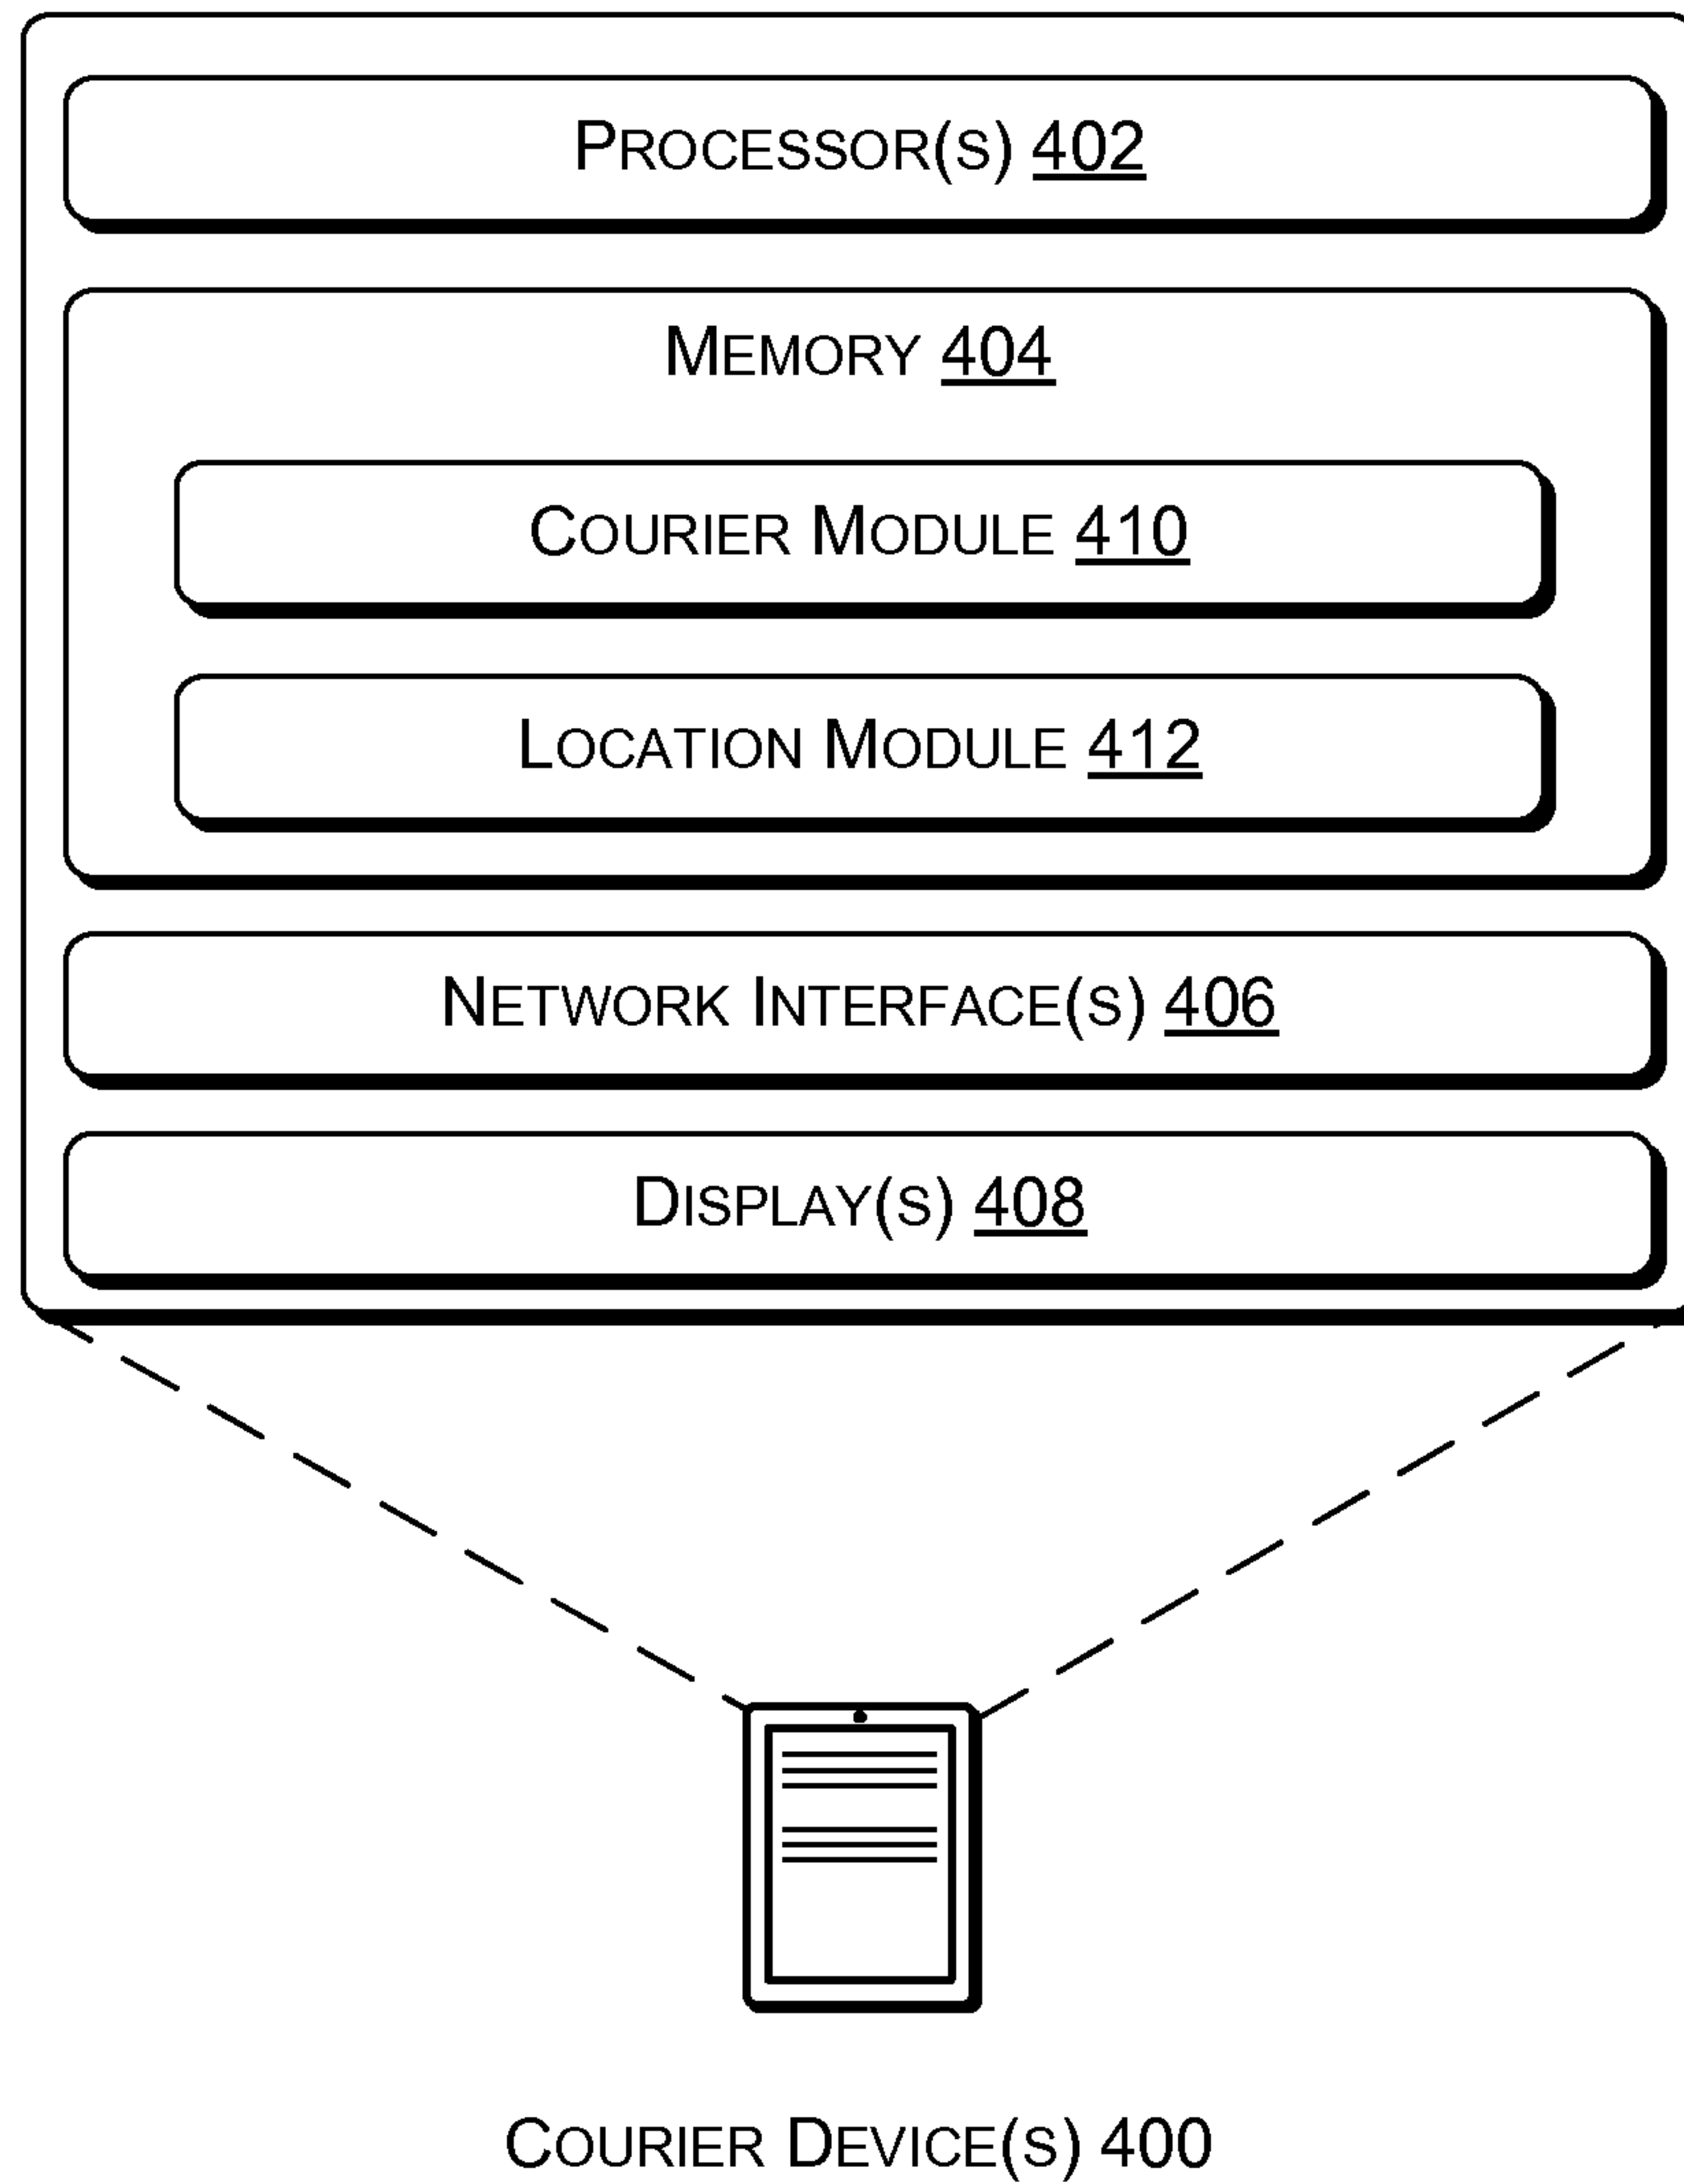 PROCESSOR(S) 402
MEMORY 404
COURIER MODULE 410
LOCATION MODULE 412
NETWORK INTERFACE(S) 406
DISPLAY(S) 408
COURIER DEVICE(S) 400